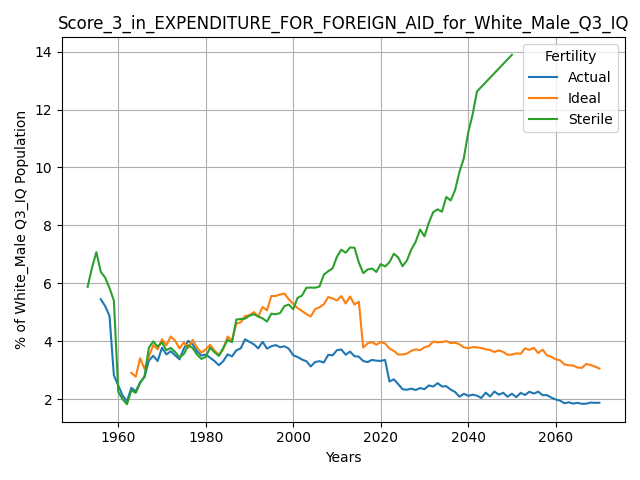 Score_3_in_EXPENDITURE_FOR_FOREIGN_AID_for_White_Male_Q3_IQ
Fertility
Actual
Ideal
Sterile
% of White_Male Q3_IQ Population
14
12
10
8
6
4
2
1960
1980
2000
2020
2040
2060
Years